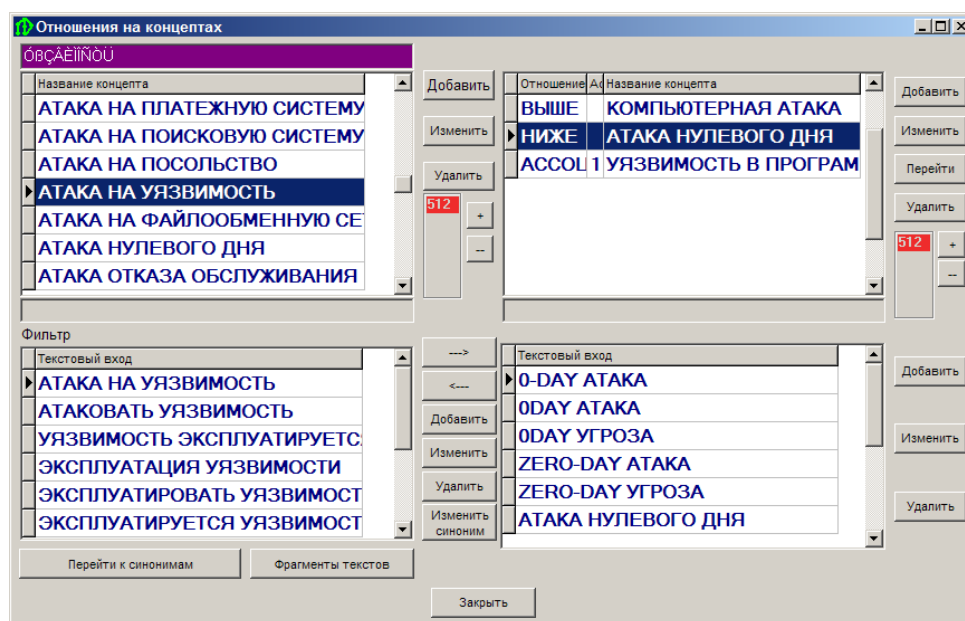 Отношения на концептах
ÓßÇÂÈÌÎÑÒÜ
Название концепта
АТАКА НА ПЛАТЕЖНУЮ СИСТЕМУ
АТАКА НА ПОИСКОВУЮ СИСТЕМУ
АТАКА НА ПОСОЛЬСТВО
АТАКА НА УЯЗВИМОСТЬ
АТАКА НА ФАЙЛООБМЕННУЮ СЕ
АТАКА НУЛЕВОГО ДНЯ
АТАКА ОТКАЗА ОБСЛУЖИВАНИЯ
Добавить
Изменить
Удалить
512
+
--
Отношение Ас Название концепта
ВЫШЕ КОМПЬЮТЕРНАЯ АТАКА
НИЖЕ АТАКА НУЛЕВОГО ДНЯ
АССОЦ 1 УЯЗВИМОСТЬ В ПРОГРАМ
Добавить
Изменить
Перейти
Удалить
512
+
--
Фильтр
Текстовый вход
АТАКА НА УЯЗВИМОСТЬ
АТАКОВАТЬ УЯЗВИМОСТЬ
УЯЗВИМОСТЬ ЭКСПЛУАТИРУЕТС
ЭКСПЛУАТАЦИЯ УЯЗВИМОСТИ
ЭКСПЛУАТИРОВАТЬ УЯЗВИМОСТ
ЭКСПЛУАТИРУЕТСЯ УЯЗВИМОСТ
--->
<---
Добавить
Изменить
Удалить
Изменить
синоним
Текстовый вход
0-DAY АТАКА
0DAY АТАКА
0DAY УГРОЗА
ZERO-DAY АТАКА
ZERO-DAY УГРОЗА
АТАКА НУЛЕВОГО ДНЯ
Добавить
Изменить
Удалить
Перейти к синонимам
Фрагменты текстов
Закрыть